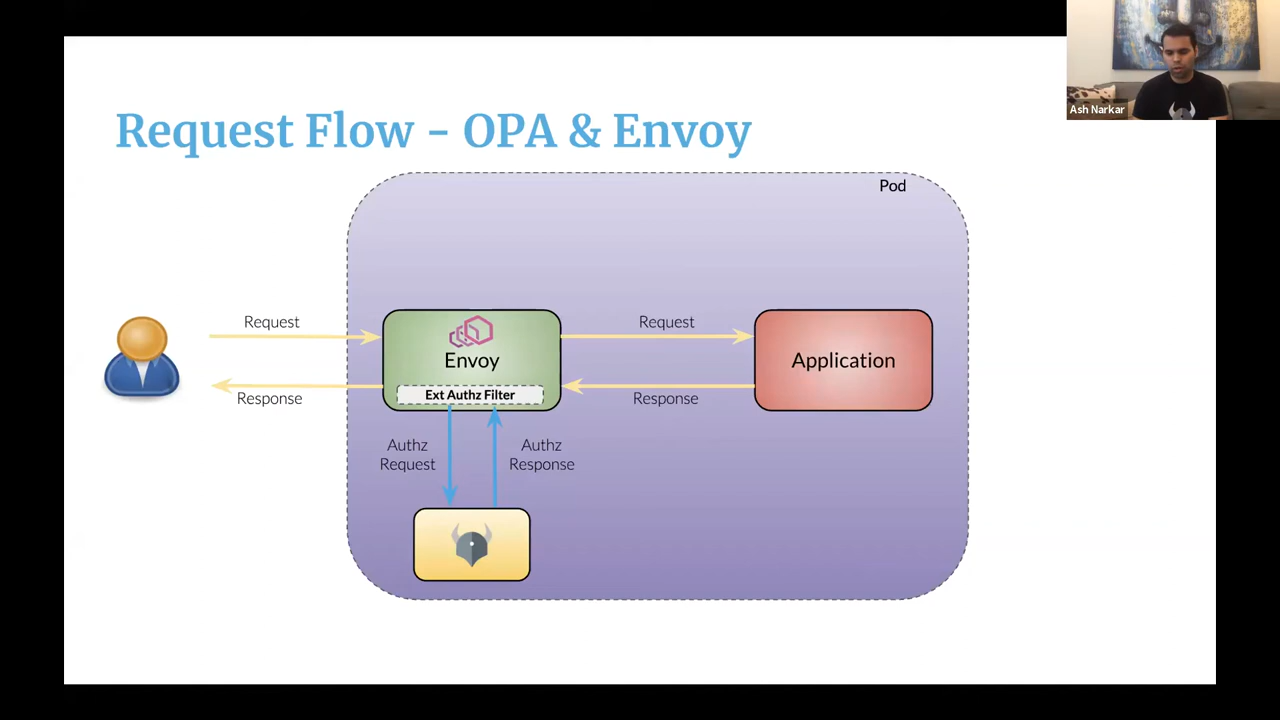 Ash Narkar
Request Flow - OPA & Envoy
Pod
Request
Request
Envoy
Application
Ext Authz Filter
Response
Response
Authz
Request
Authz
Response